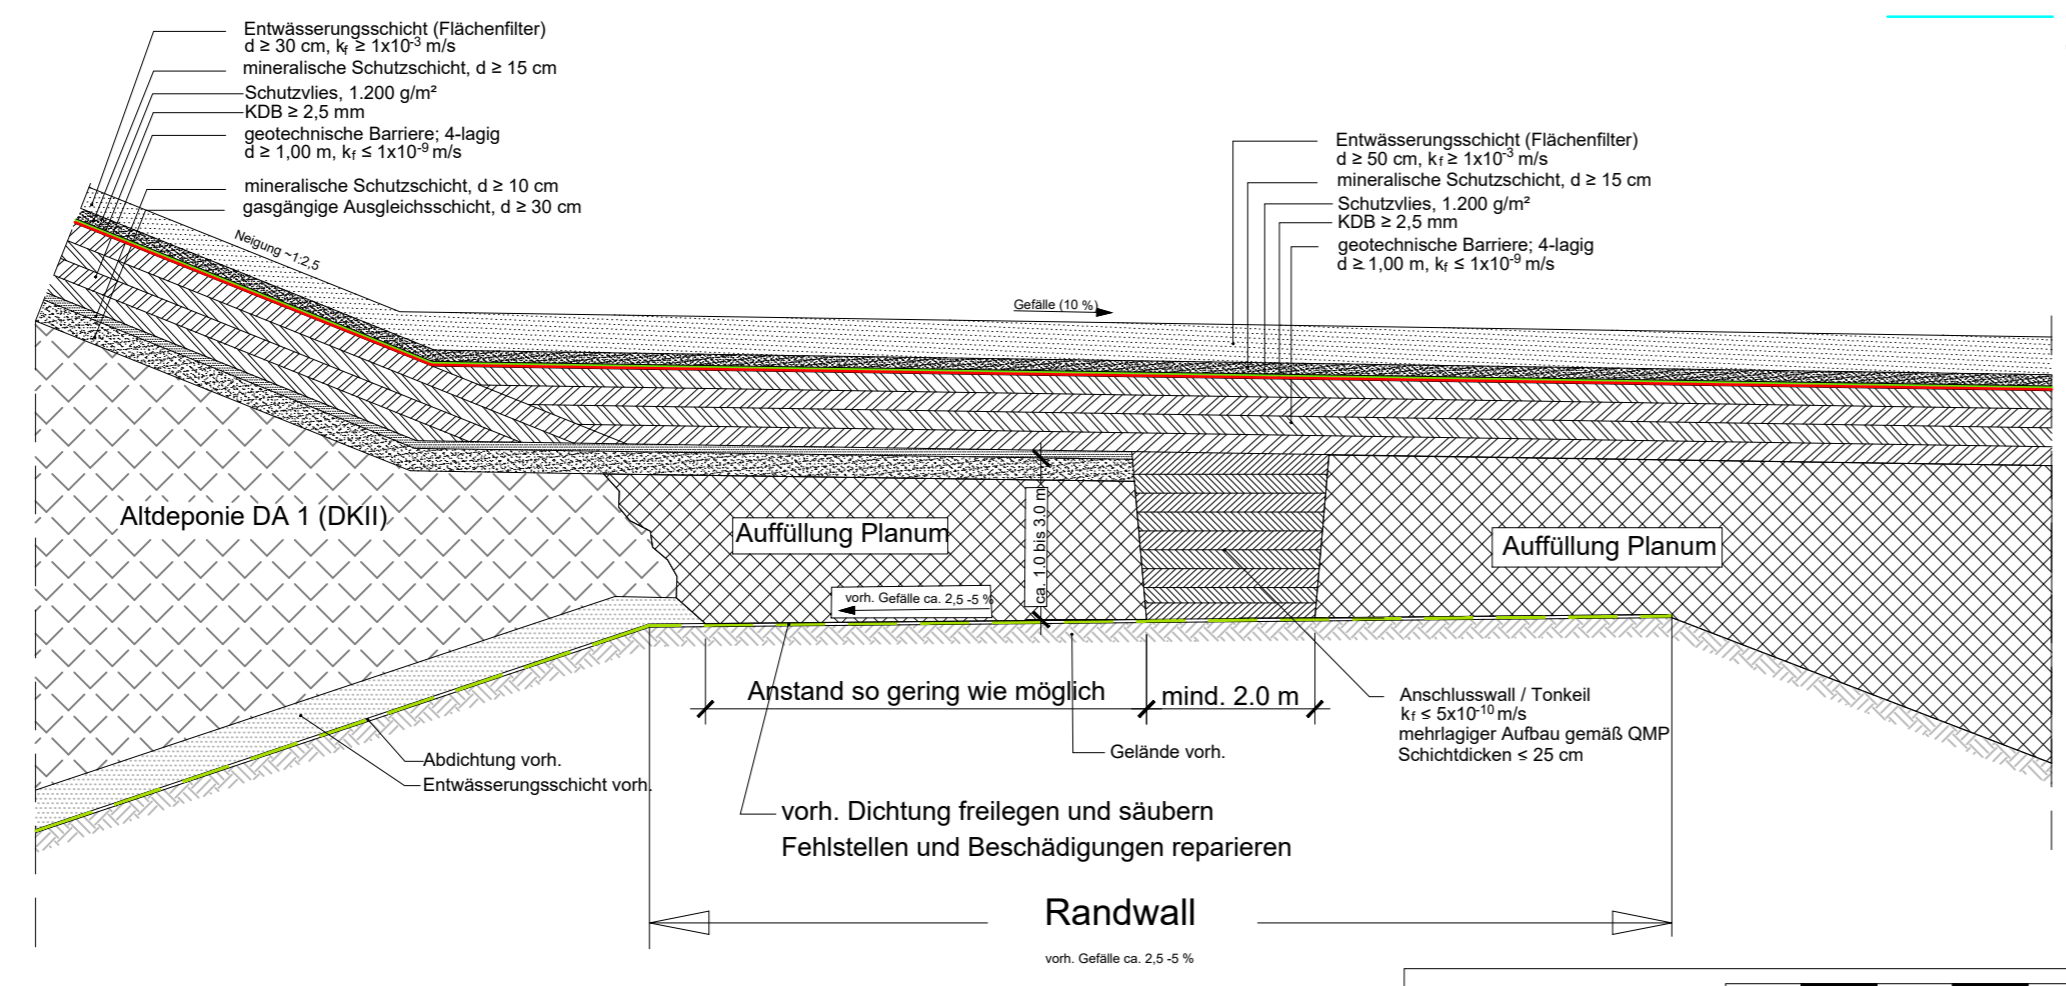 Entwässerungsschicht (Flächenfilter)
d ≥ 30 cm, kf ≥ 1x10-3 m/s
mineralische Schutzschicht, d ≥ 15 cm
Schutzvlies, 1.200 g/m²
KDB ≥ 2,5 mm
geotechnische Barriere; 4-lagig
d ≥ 1,00 m, kf ≤ 1x10-9 m/s
mineralische Schutzschicht, d ≥ 10 cm
gasgängige Ausgleichsschicht, d ≥ 30 cm
Neigung ~1:2,5
Entwässerungsschicht (Flächenfilter)
d ≥ 50 cm, kf ≥ 1x10-3 m/s
mineralische Schutzschicht, d ≥ 15 cm
Schutzvlies, 1.200 g/m²
KDB ≥ 2,5 mm
geotechnische Barriere; 4-lagig
d ≥ 1,00 m, kf ≤ 1x10-9 m/s
Gefälle (10 %)
Altdeponie DA 1 (DKII)
Auffüllung Planum
ca. 1.0 bis 3.0 m
Auffüllung Planum
vorh. Gefälle ca. 2,5 -5 %
Anstand so gering wie möglich
mind. 2.0 m
Anschlusswall / Tonkeil
kf ≤ 5x10-10 m/s
mehrlagiger Aufbau gemäß QMP
Schichtdicken ≤ 25 cm
Gelände vorh.
Abdichtung vorh.
Entwässerungsschicht vorh.
vorh. Dichtung freilegen und säubern
Fehlstellen und Beschädigungen reparieren
Randwall
vorh. Gefälle ca. 2,5 -5 %